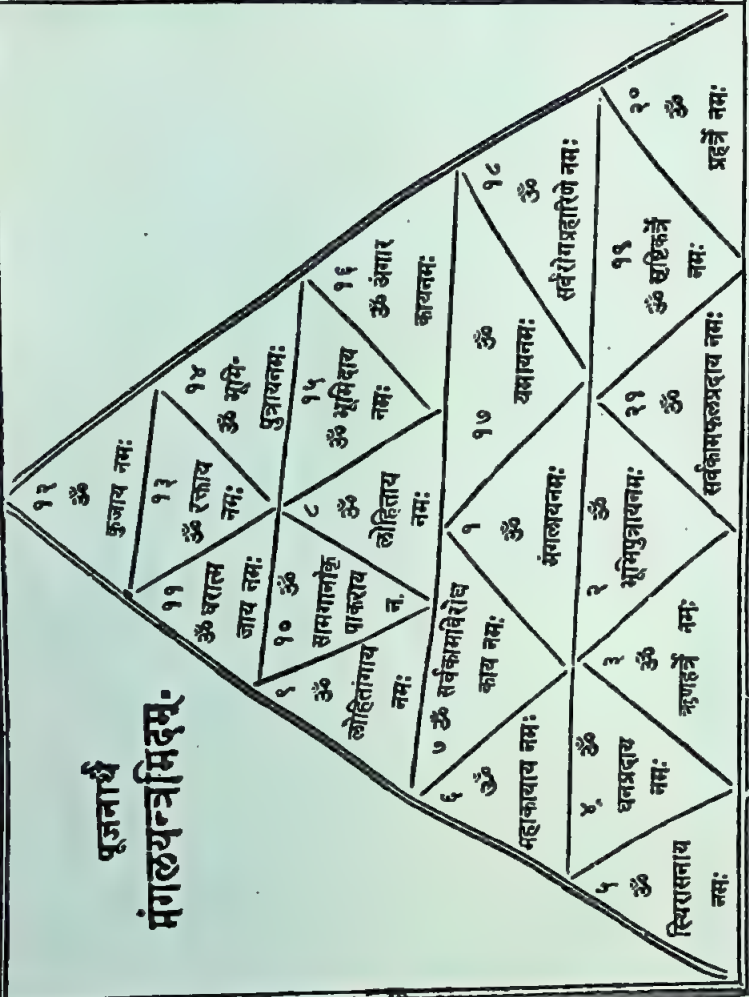 पूजनार्थं
मंगलयन्त्रमिदम्.
१२
ॐ
कुजाय नमः
११
ॐ धरात्म
जाय नमः
१३
ॐ रक्ताय
नमः
१४
ॐ भूमि-
पुत्रायनमः
९
ॐ
लोहितांगाय
नमः
१० ॐ
सामगानांकृ
पाकराय
न.
८
ॐ
लोहिताय
नमः
१५
ॐ भूमिदाय
नमः
१६
ॐ अंगार
कायनमः
६
ॐ
महाकायाय नमः
७ ॐ सर्वकामविरोध
काय नमः
१
ॐ
मंगलायनमः
१७ ॐ
यमायनमः
१८
ॐ
सर्वरोगप्रहारिणे नमः
५
ॐ
स्थिरासनाय
नमः
४ ॐ
धनप्रदाय
नमः
३
ॐ
ऋणहर्त्रे नमः
२ ॐ
भूमिपुत्रायनमः
२१
ॐ
सर्वकामफलप्रदाय नमः
१९
ॐ सृष्टिकर्त्रे
नमः
२०
ॐ
प्रहर्त्रे नमः